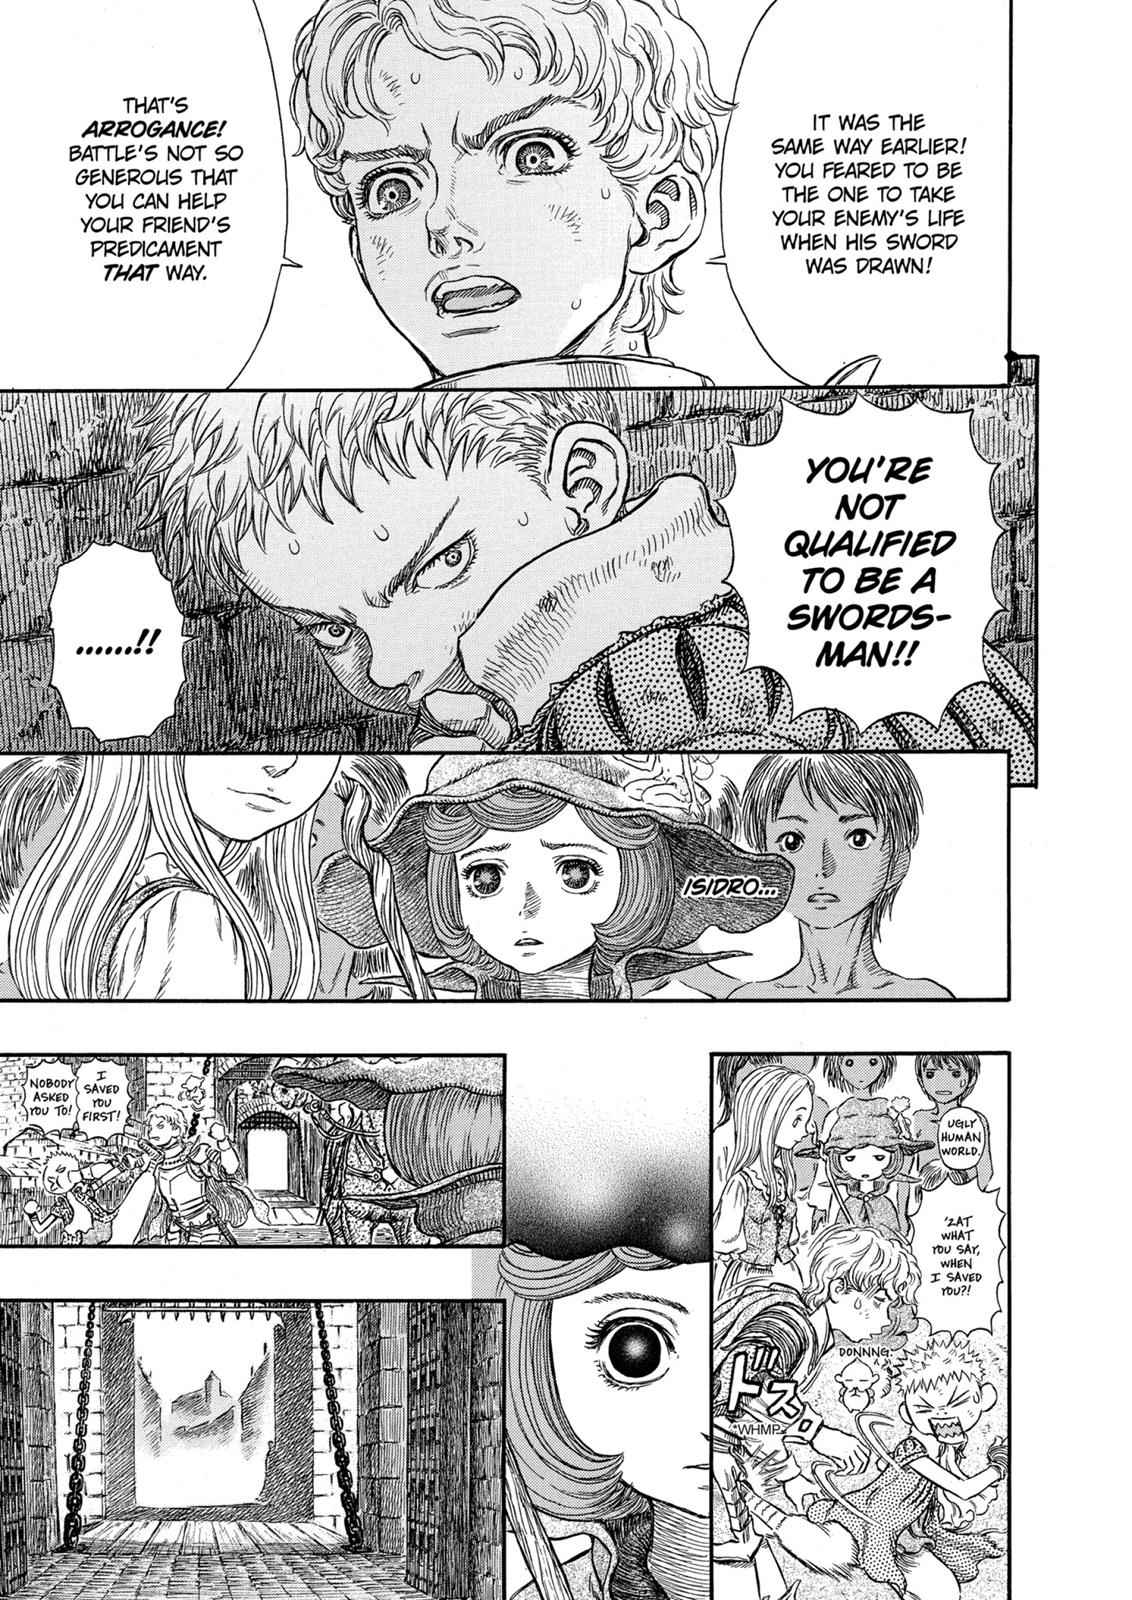 IT WAS THE
SAME WAY EARLIER!
YOU FEARED TO BE
THE ONE TO TAKE
YOUR ENEMY'S LIFE
WHEN HIS SWORD
WAS DRAWN!
THAT'S
ARROGANCE!
BATTLE'S NOT SO
GENEROUS THAT
YOU CAN HELP
YOUR FRIEND'S
PREDICAMENT
THAT WAY.
YOU'RE
NOT
QUALIFIED
TO BE A
SWORDS-
MAN!!
......!!
ISIDRO...
UGLY
HUMAN
WORLD.
'ZAT
WHAT
YOU SAY,
WHEN
I SAVED
YOU?!
DONNNG.
ドスッ
*WHMP*
I
SAVED
YOU
FIRST!
NOBODY
ASKED
YOU TO!